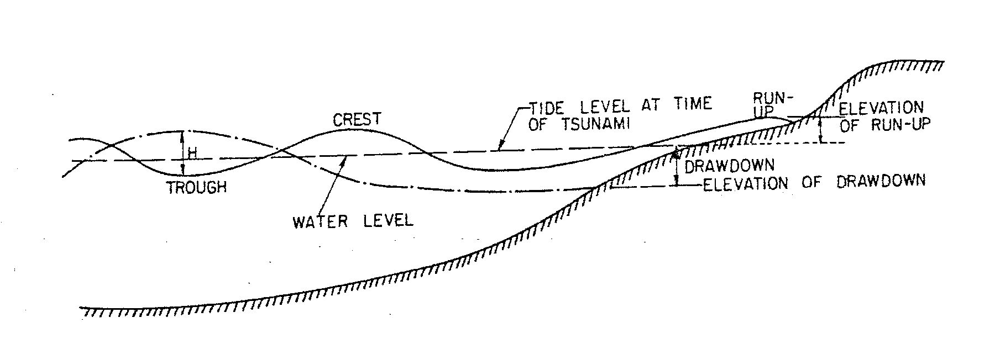 CREST
TIDE LEVEL AT TIME
OF TSUNAMI
RUN-
UP
ELEVATION
OF RUN-UP
H
TROUGH
DRAWDOWN
ELEVATION OF DRAWDOWN
WATER LEVEL